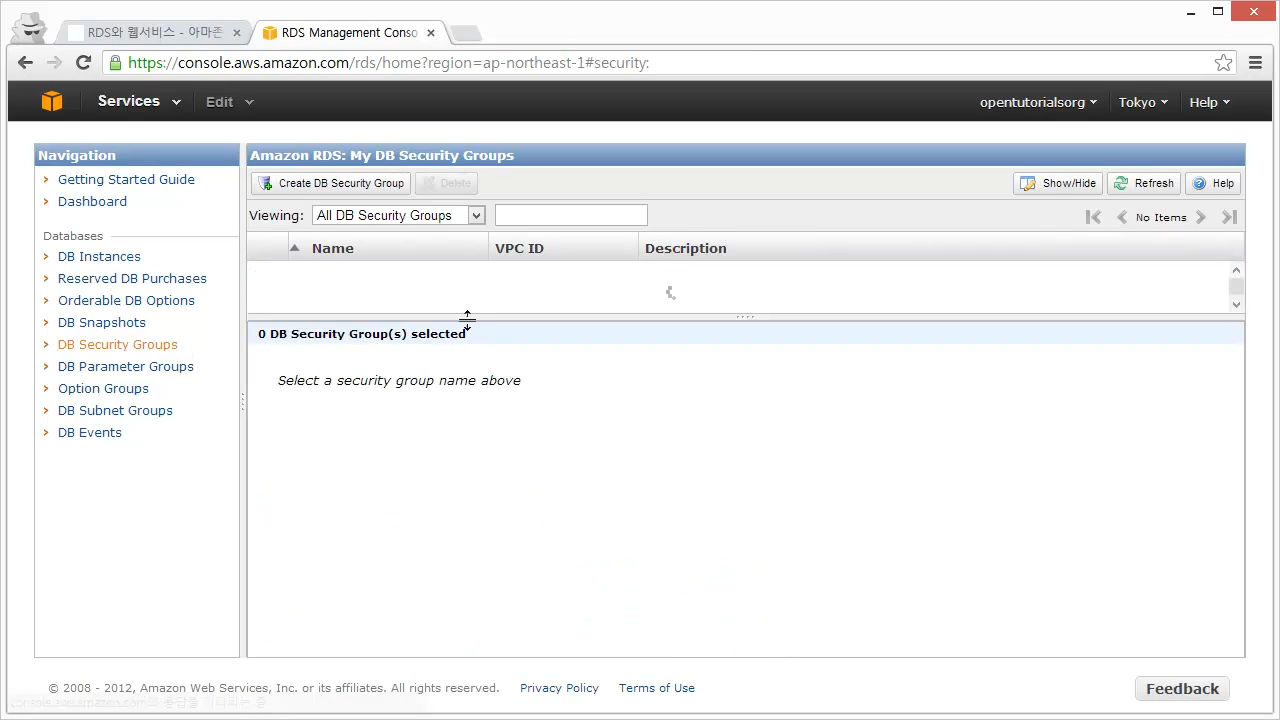 RDS와 웹서비스 - 아마존
RDS Management Conso
https://console.aws.amazon.com/rds/home?region=ap-northeast-1#security:
Services Edit opentutorialsorg Tokyo Help
Navigation
Getting Started Guide
Dashboard
Databases
DB Instances
Reserved DB Purchases
Orderable DB Options
DB Snapshots
DB Security Groups
DB Parameter Groups
Option Groups
DB Subnet Groups
DB Events
Amazon RDS: My DB Security Groups
Create DB Security Group Delete Show/Hide Refresh Help
Viewing: All DB Security Groups No Items
Name VPC ID Description
0 DB Security Group(s) selected
Select a security group name above
© 2008 - 2012, Amazon Web Services, Inc. or its affiliates. All rights reserved. Privacy Policy Terms of Use
Feedback
console.aws.amazon.com